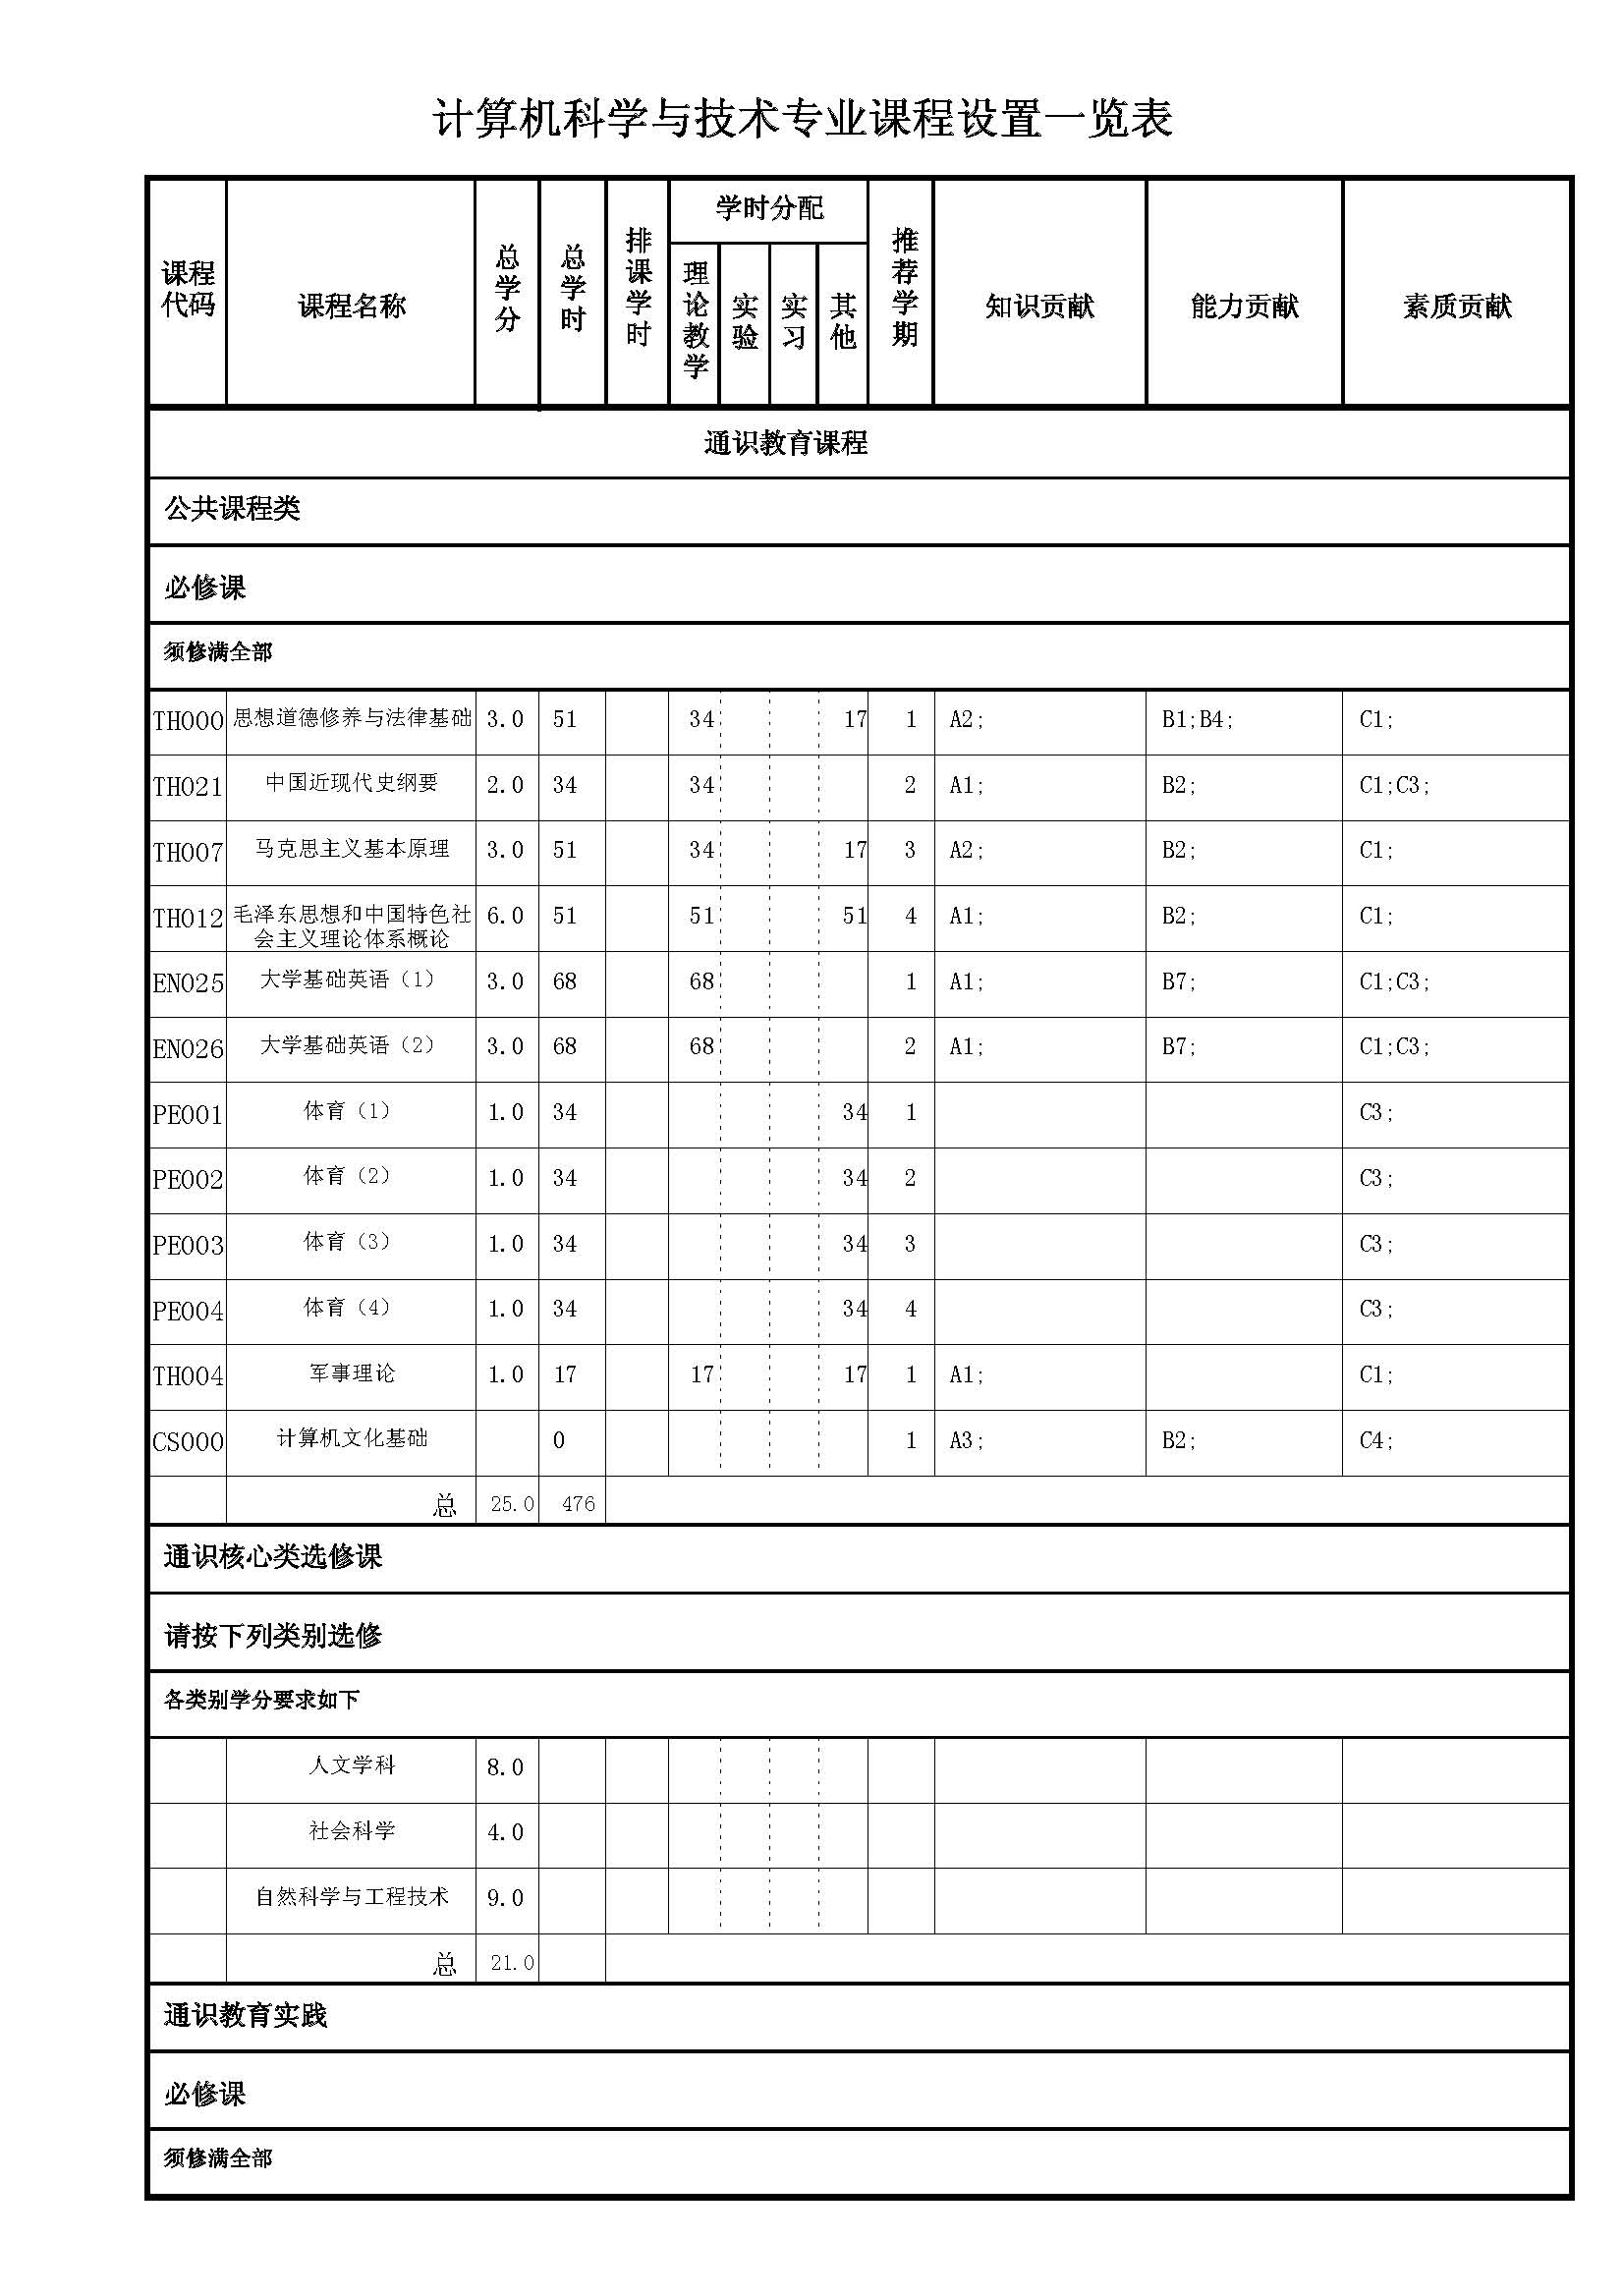 计算机科学与技术专业课程设置一览表
课程代码 课程名称 总学分 总学时 排课学时 学时分配 理论教学 实验 实习 其他 推荐学期 知识贡献 能力贡献 素质贡献
通识教育课程
公共课程类
必修课
须修满全部
TH000 思想道德修养与法律基础 3.0 51 34 17 1 A2; B1;B4; C1;
TH021 中国近现代史纲要 2.0 34 34 2 A1; B2; C1;C3;
TH007 马克思主义基本原理 3.0 51 34 17 3 A2; B2; C1;
TH012 毛泽东思想和中国特色社会主义理论体系概论 6.0 51 51 51 4 A1; B2; C1;
EN025 大学基础英语（1） 3.0 68 68 1 A1; B7; C1;C3;
EN026 大学基础英语（2） 3.0 68 68 2 A1; B7; C1;C3;
PE001 体育（1） 1.0 34 34 1 C3;
PE002 体育（2） 1.0 34 34 2 C3;
PE003 体育（3） 1.0 34 34 3 C3;
PE004 体育（4） 1.0 34 34 4 C3;
TH004 军事理论 1.0 17 17 17 1 A1; C1;
CS000 计算机文化基础 0 1 A3; B2; C4;
总 25.0 476
通识核心类选修课
请按下列类别选修
各类别学分要求如下
人文学科 8.0
社会科学 4.0
自然科学与工程技术 9.0
总 21.0
通识教育实践
必修课
须修满全部